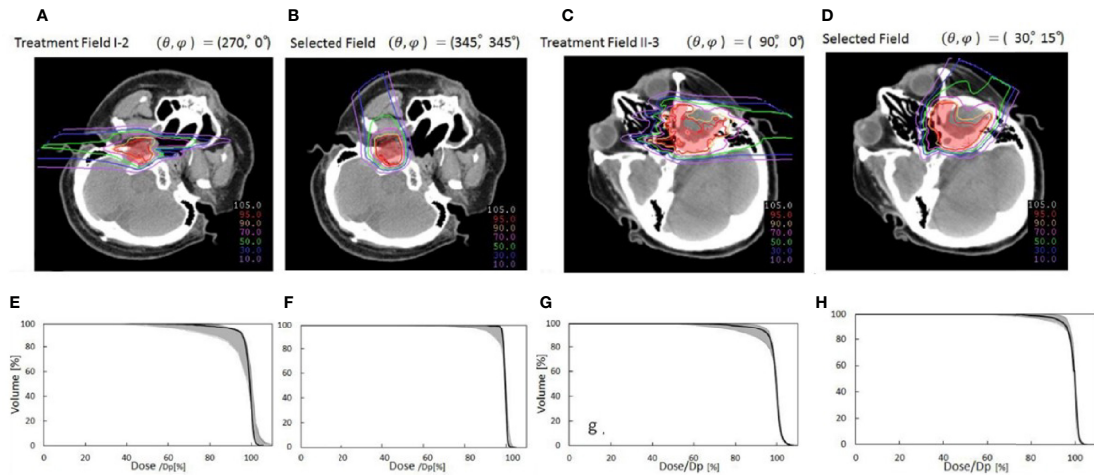 A
B
C
D
Treatment Field I-2 (θ, φ) = (270,° 0°)
Selected Field (θ, φ) = (345,° 345°)
Treatment Field II-3 (θ, φ) = ( 90,° 0°)
Selected Field (θ, φ) = ( 30,° 15°)
105.0
95.0
90.0
70.0
50.0
30.0
10.0
105.0
95.0
90.0
70.0
50.0
30.0
10.0
105.0
95.0
90.0
70.0
50.0
30.0
10.0
105.0
95.0
90.0
70.0
50.0
30.0
10.0
E
F
G
H
Volume [%]
100
80
60
40
20
0
0 20 40 60 80 100
Dose /Dp[%]
100
80
60
40
20
0
0 20 40 60 80 100
Dose /Dp[%]
Volume [%]
100
80
60
40
20
0
g .
0 20 40 60 80 100
Dose/Dp [%]
100
80
60
40
20
0
0 20 40 60 80 100
Dose/Dp [%]